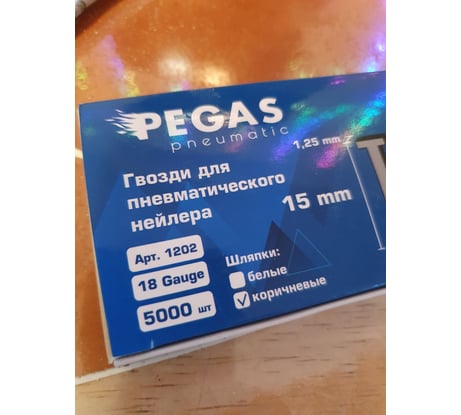 PEGAS
pneumatic
1,25 mm
Гвозди для
пневматического
нейлера
15 mm
Арт. 1202
18 Gauge
5000 шт
Шляпки:
белые
коричневые